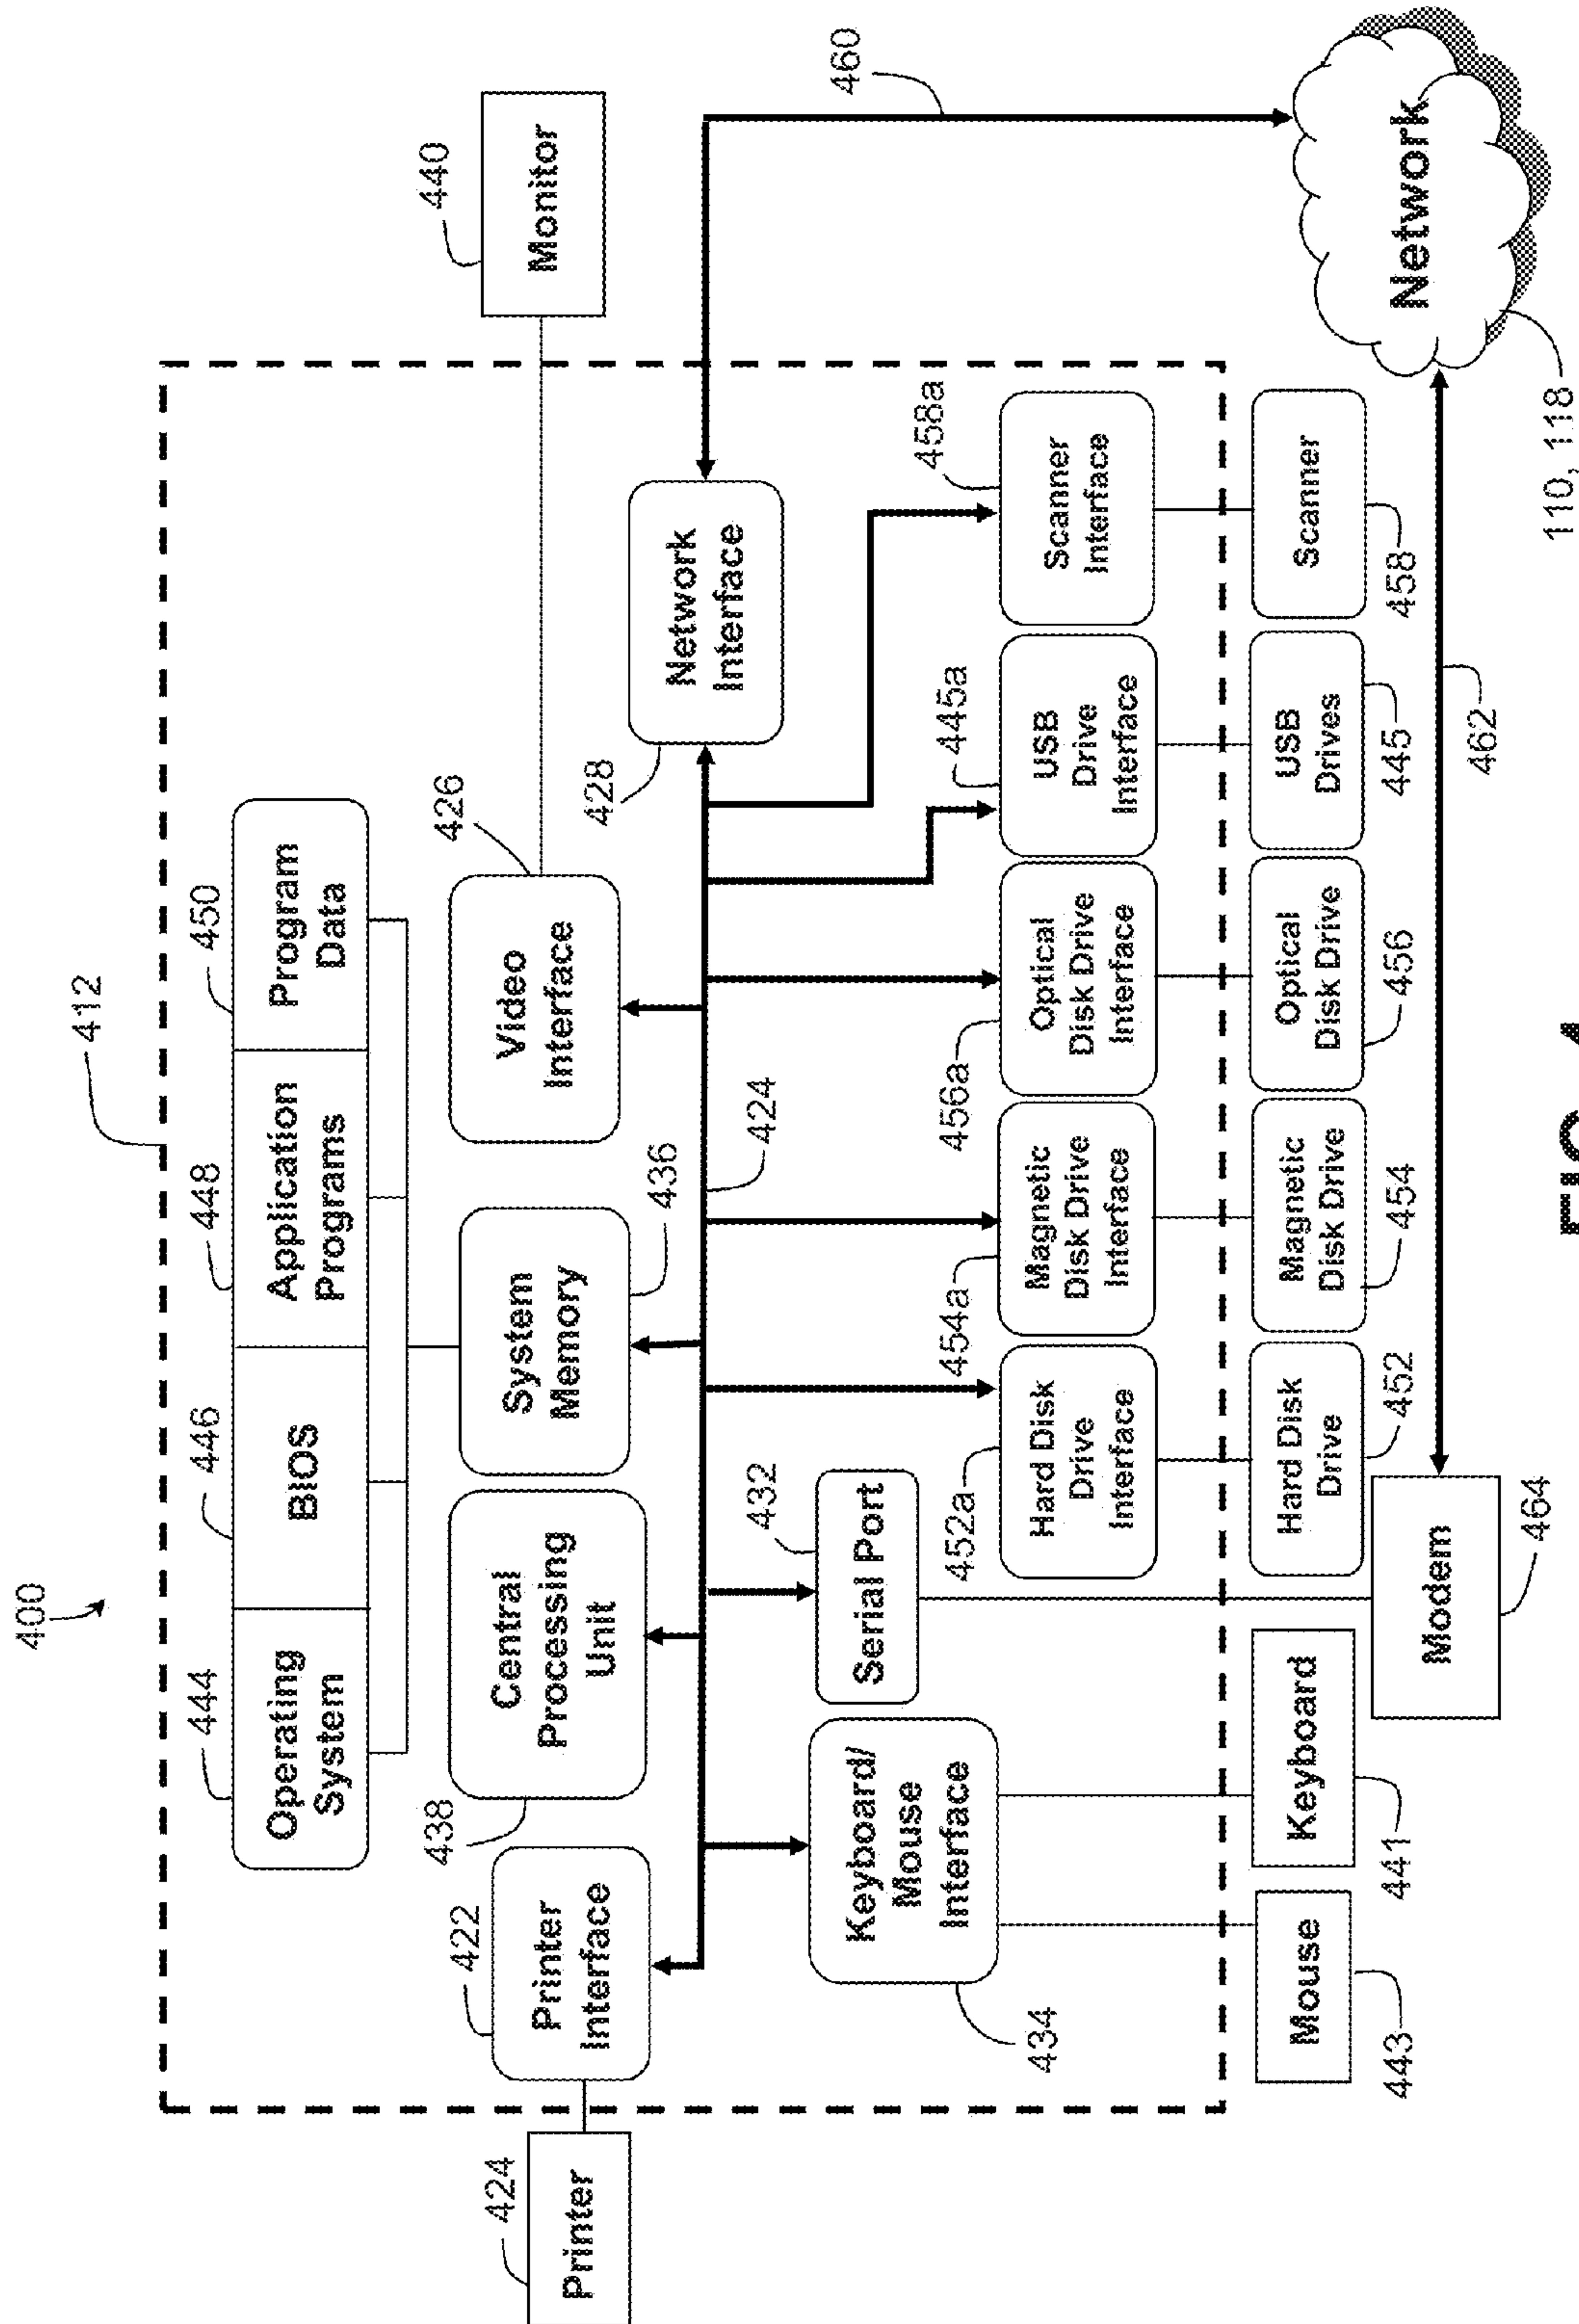 400
412
444
446
448
450
Operating
System
BIOS
Application
Programs
Program
Data
440
Monitor
424
Printer
422
Printer
Interface
438
Central
Processing
Unit
System
Memory
436
426
Video
Interface
424
428
Network
Interface
460
434
Keyboard/
Mouse
Interface
432
Serial Port
452a
Hard Disk
Drive
Interface
454a
Magnetic
Disk Drive
Interface
456a
Optical
Disk Drive
Interface
445a
USB
Drive
Interface
458a
Scanner
Interface
443
Mouse
441
Keyboard
Hard Disk
Drive
452
Magnetic
Disk Drive
454
Optical
Disk Drive
456
USB
Drives
445
Scanner
458
Modem
464
462
Network
110, 118